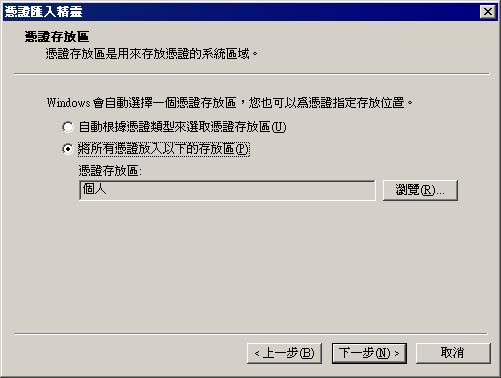 憑證匯入精靈
憑證存放區
憑證存放區是用來存放憑證的系統區域。
Windows 會自動選擇一個憑證存放區，您也可以為憑證指定存放位置。
自動根據憑證類型來選取憑證存放區(U)
將所有憑證放入以下的存放區(P)
憑證存放區:
個人
瀏覽(R)...
< 上一步(B)
下一步(N) >
取消